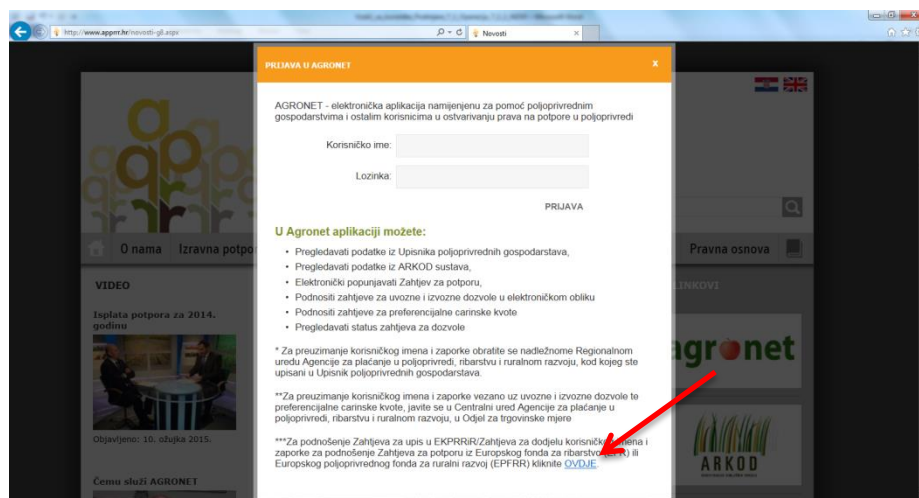 http://www.apprrr.hr/novosti-gll.aspx
Novosti
PRIJAVA U AGRONET
x
AGRONET - elektronička aplikacija namijenjenu za pomoć poljoprivrednim
gospodarstvima i ostalim korisnicima u ostvarivanju prava na potpore u poljoprivredi
Korisničko ime:
Lozinka:
PRIJAVA
U Agronet aplikaciji možete:
• Pregledavati podatke iz Upisnika poljoprivrednih gospodarstava,
• Pregledavati podatke iz ARKOD sustava,
• Elektronički popunjavati Zahtjev za potporu,
• Podnositi zahtjeve za uvozne i izvozne dozvole u elektroničkom obliku
• Podnositi zahtjeve za preferencijalne carinske kvote
• Pregledavati status zahtjeva za dozvole
* Za preuzimanje korisničkog imena i zaporke obratite se nadležnome Regionalnom
uredu Agencije za plaćanje u poljoprivredi, ribarstvu i ruralnom razvoju, kod kojeg ste
upisani u Upisnik poljoprivrednih gospodarstava.
**Za preuzimanje korisničkog imena i zaporke vezano uz uvozne i izvozne dozvole te
preferencijalne carinske kvote, javite se u Centralni ured Agencije za plaćanje u
poljoprivredi, ribarstvu i ruralnom razvoju, u Odjel za trgovinske mjere
***Za podnošenje Zahtjeva za upis u EKPRRiR/Zahtjeva za dodjelu korisničkog imena i
zaporke za podnošenje Zahtjeva za potporu iz Europskog fonda za ribarstvo (EFR) ili
Europskog poljoprivrednog fonda za ruralni razvoj (EPFRR) kliknite OVDJE.
O nama
Izravna potpo
Pravna osnova
VIDEO
LINKOVI
Isplata potpora za 2014.
godinu
Objavljeno: 10. ožujka 2015.
Čemu služi AGRONET
agronet
ARKOD